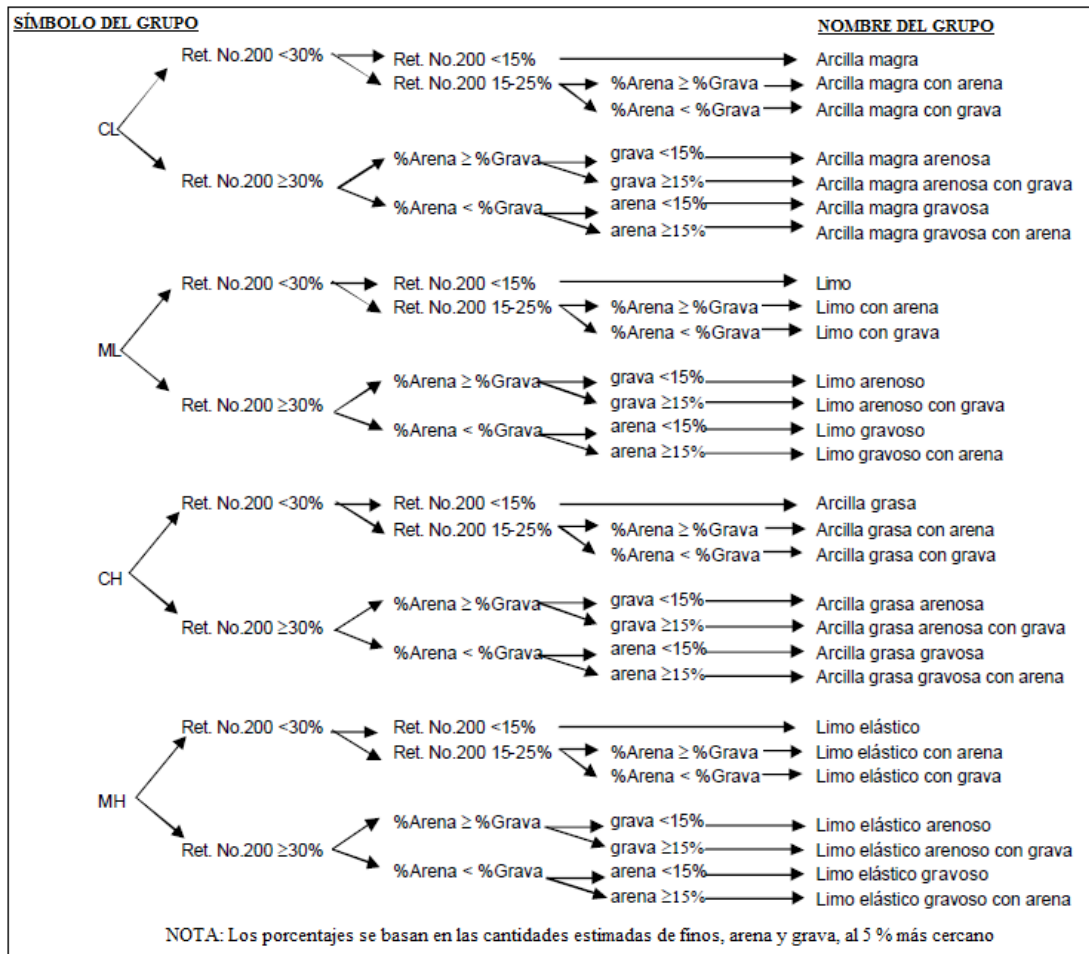 SÍMBOLO DEL GRUPO NOMBRE DEL GRUPO
Ret. No.200 <30% Ret. No.200 <15% Arcilla magra
Ret. No.200 15-25% %Arena ≥ %Grava Arcilla magra con arena
%Arena < %Grava Arcilla magra con grava
CL
%Arena ≥ %Grava grava <15% Arcilla magra arenosa
Ret. No.200 ≥30% grava ≥15% Arcilla magra arenosa con grava
%Arena < %Grava arena <15% Arcilla magra gravosa
arena ≥15% Arcilla magra gravosa con arena
Ret. No.200 <30% Ret. No.200 <15% Limo
Ret. No.200 15-25% %Arena ≥ %Grava Limo con arena
%Arena < %Grava Limo con grava
ML
%Arena ≥ %Grava grava <15% Limo arenoso
Ret. No.200 ≥30% grava ≥15% Limo arenoso con grava
%Arena < %Grava arena <15% Limo gravoso
arena ≥15% Limo gravoso con arena
Ret. No.200 <30% Ret. No.200 <15% Arcilla grasa
Ret. No.200 15-25% %Arena ≥ %Grava Arcilla grasa con arena
%Arena < %Grava Arcilla grasa con grava
CH
%Arena ≥ %Grava grava <15% Arcilla grasa arenosa
Ret. No.200 ≥30% grava ≥15% Arcilla grasa arenosa con grava
%Arena < %Grava arena <15% Arcilla grasa gravosa
arena ≥15% Arcilla grasa gravosa con arena
Ret. No.200 <30% Ret. No.200 <15% Limo elástico
Ret. No.200 15-25% %Arena ≥ %Grava Limo elástico con arena
%Arena < %Grava Limo elástico con grava
MH
%Arena ≥ %Grava grava <15% Limo elástico arenoso
Ret. No.200 ≥30% grava ≥15% Limo elástico arenoso con grava
%Arena < %Grava arena <15% Limo elástico gravoso
arena ≥15% Limo elástico gravoso con arena
NOTA: Los porcentajes se basan en las cantidades estimadas de finos, arena y grava, al 5 % más cercano